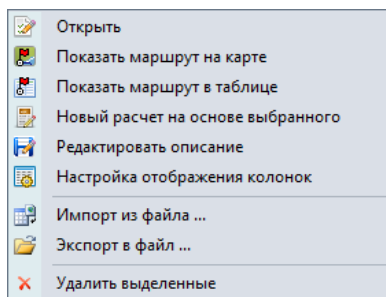 Открыть
Показать маршрут на карте
Показать маршрут в таблице
Новый расчет на основе выбранного
Редактировать описание
Настройка отображения колонок
Импорт из файла ...
Экспорт в файл ...
Удалить выделенные